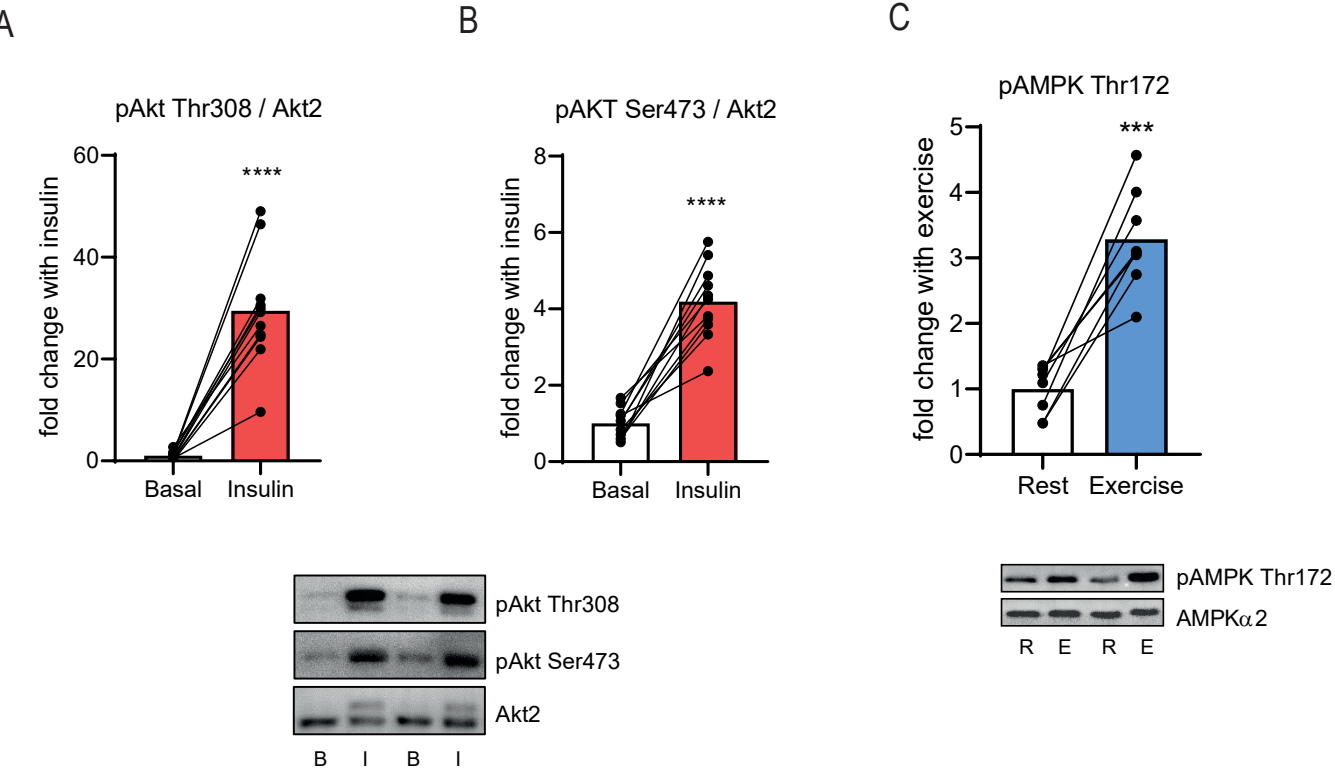 A
B
C
pAkt Thr308 / Akt2
pAKT Ser473 / Akt2
pAMPK Thr172
fold change with insulin
60
40
20
0
****
Basal
Insulin
fold change with insulin
8
6
4
2
0
****
Basal
Insulin
fold change with exercise
5
4
3
2
1
0
***
Rest
Exercise
pAkt Thr308
pAkt Ser473
Akt2
B I B I
pAMPK Thr172
AMPKα2
R E R E